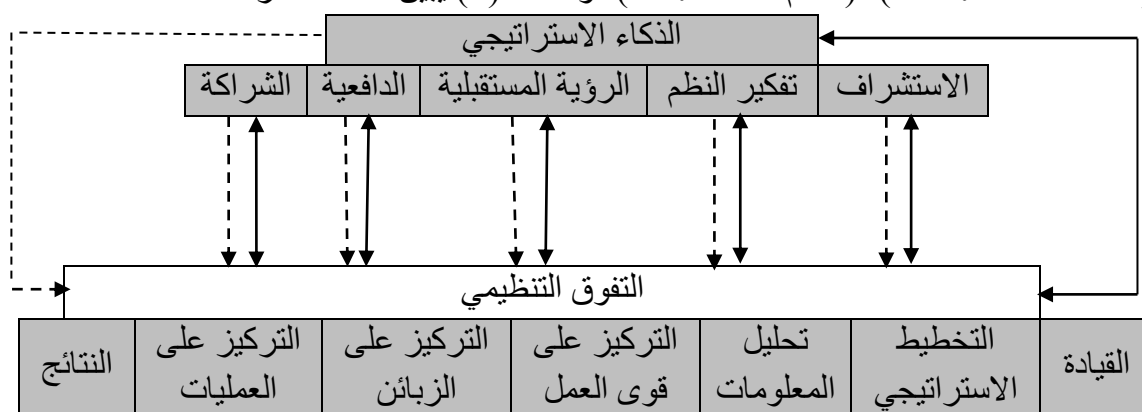 الذكاء الاستراتيجي
الاستشراف
تفكير النظم
الرؤية المستقبلية
الدافعية
الشراكة
التفوق التنظيمي
القيادة
التخطيط
الاستراتيجي
تحليل
المعلومات
التركيز على
قوى العمل
التركيز على
الزبائن
التركيز على
العمليات
النتائج